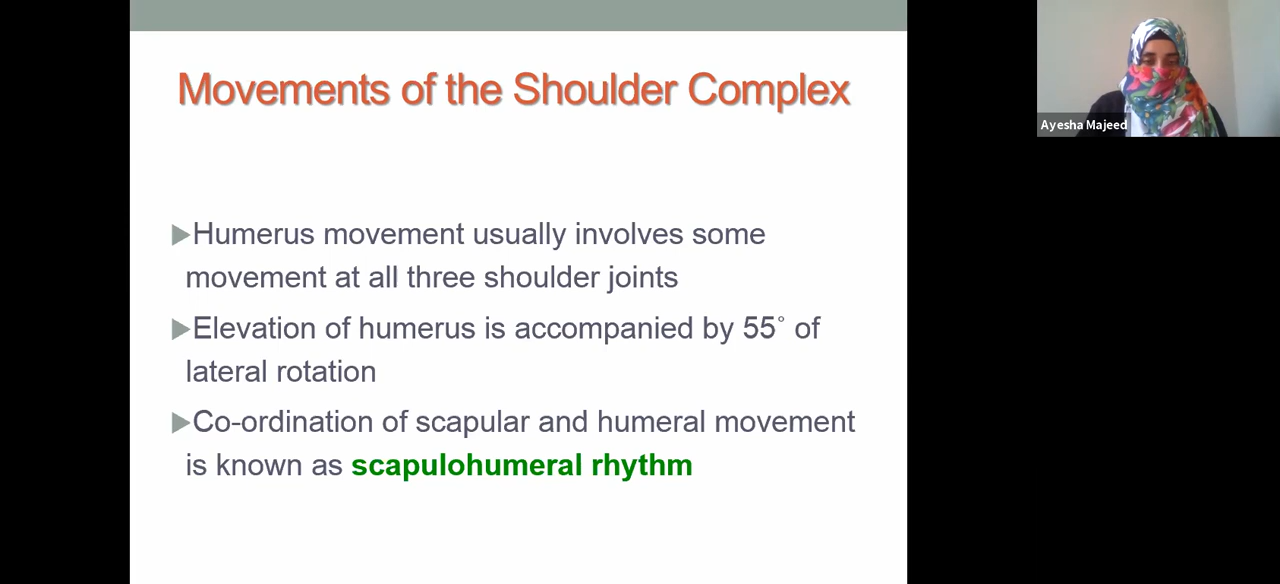 Movements of the Shoulder Complex
Ayesha Majeed
Humerus movement usually involves some
movement at all three shoulder joints
Elevation of humerus is accompanied by 55° of
lateral rotation
Co-ordination of scapular and humeral movement
is known as scapulohumeral rhythm